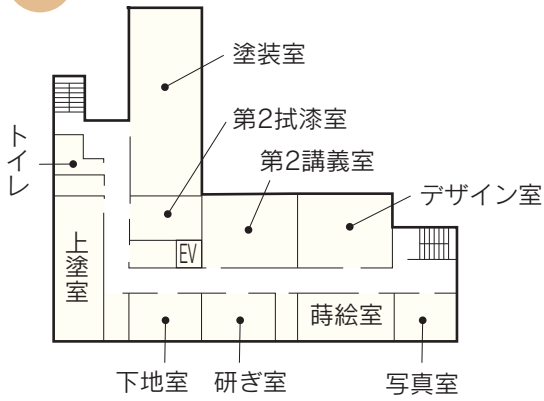 塗装室
第2拭漆室
第2講義室
デザイン室
トイレ
EV
上塗室
蒔絵室
下地室
研ぎ室
写真室